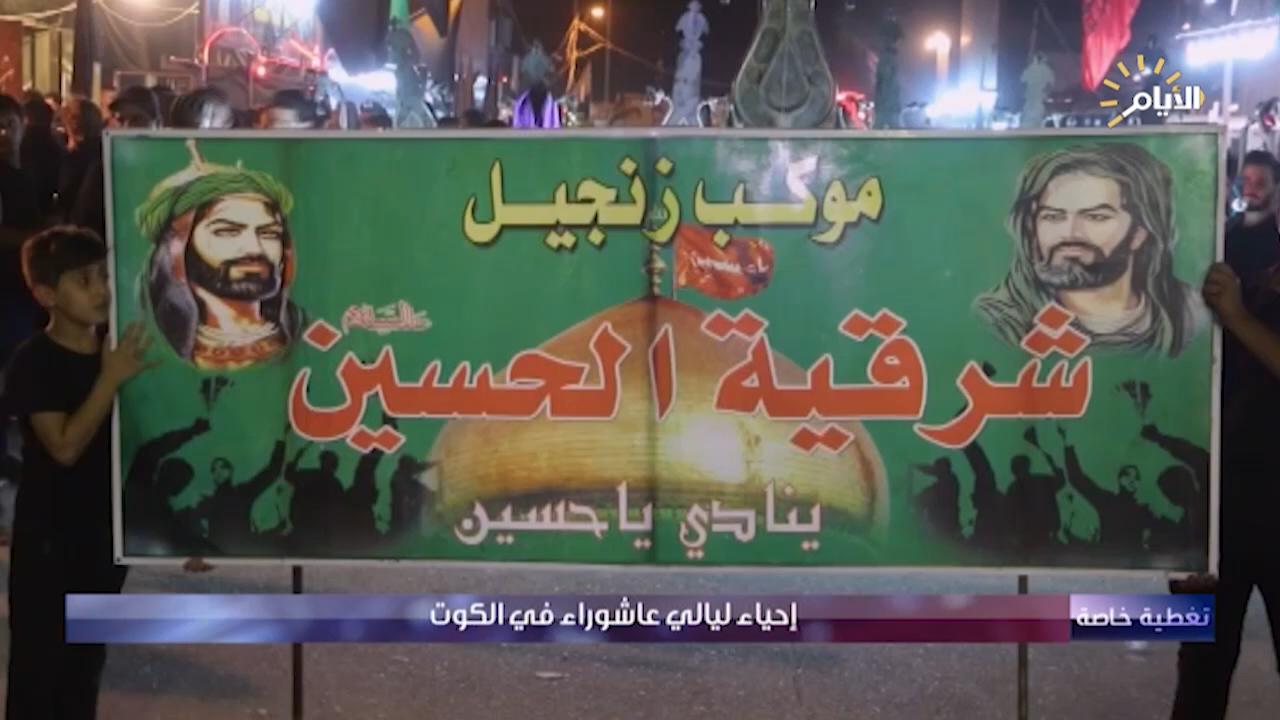 الأيام
موكب زنجيل
شرقية الحسين
عليه السلام
ينادي ياحسين
إحياء ليالي عاشوراء في الكوت
تغطية خاصة